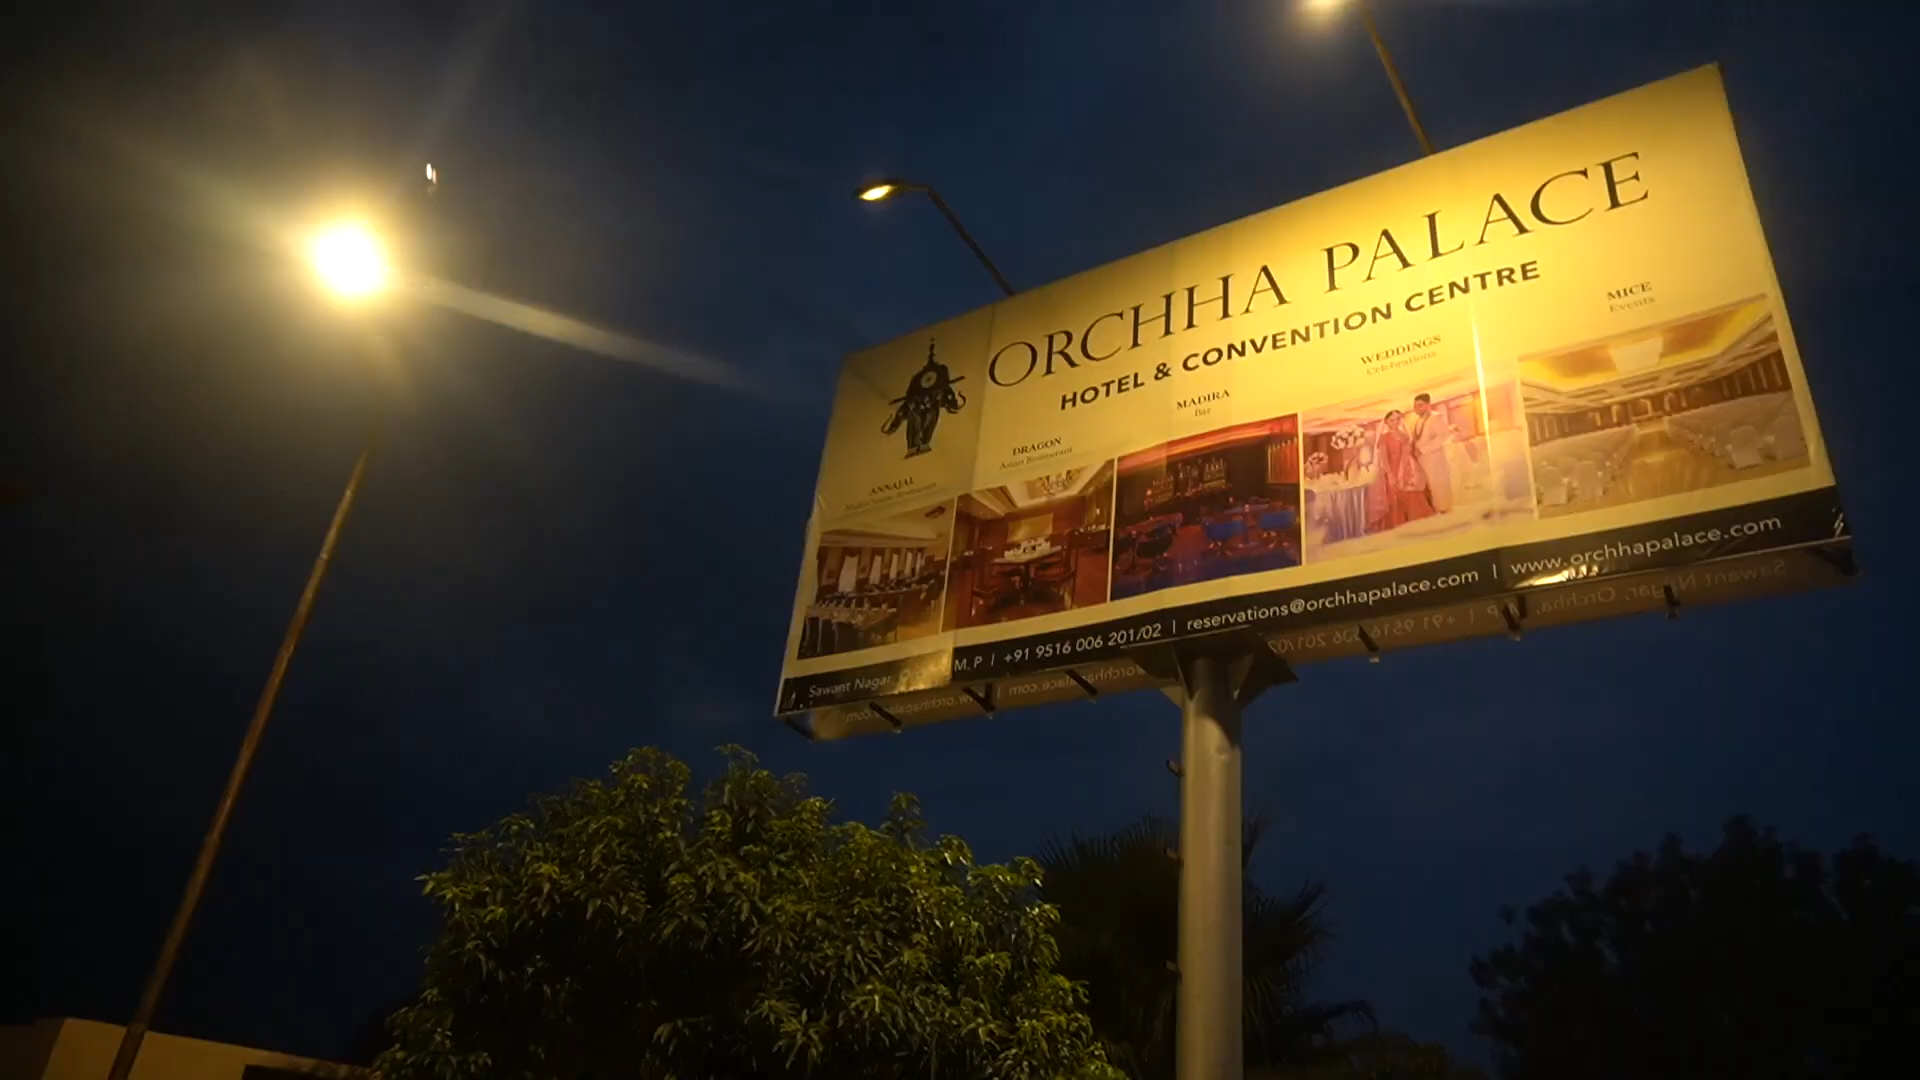 ORCHHA PALACE
HOTEL & CONVENTION CENTRE
ANNAJAL
DRAGON
Asian Restaurant
MADIRA
Bar
WEDDINGS
Celebrations
MICE
Events
Sawant Nagar, M.P | +91 9516 006 201/02 | reservations@orchhapalace.com | www.orchhapalace.com